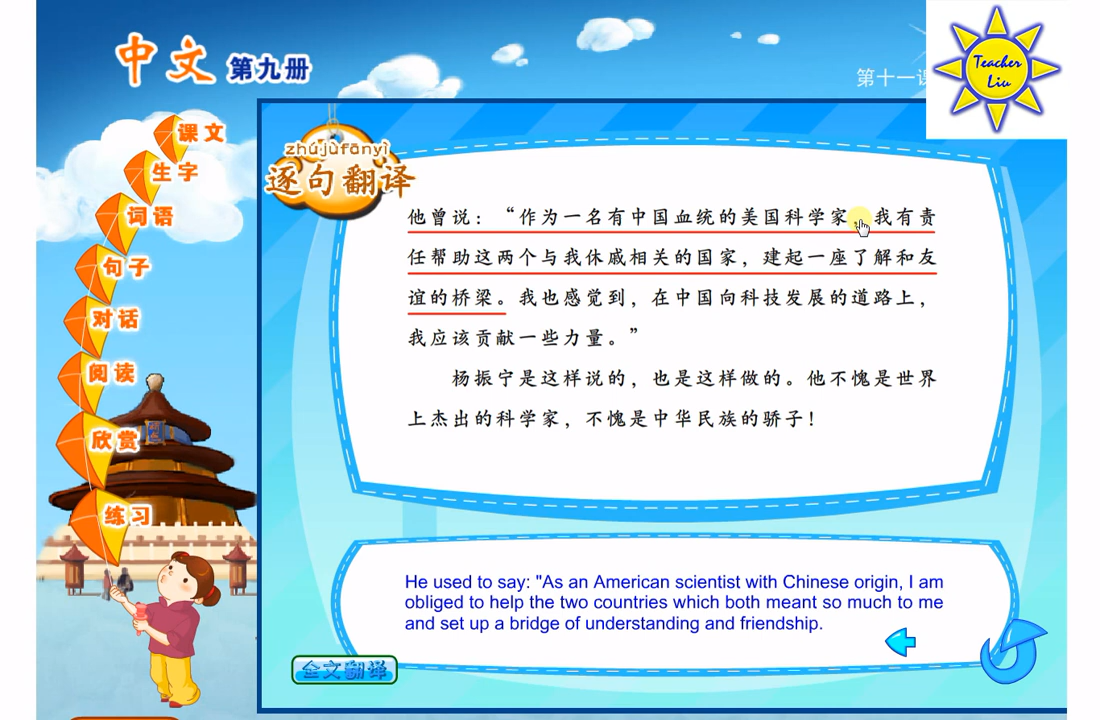 中文 第九册
第十一课
Teacher
Liu
课文
生字
词语
句子
对话
阅读
欣赏
练习
zhújùfānyì
逐句翻译
他曾说：“作为一名有中国血统的美国科学家，我有责
任帮助这两个与我休戚相关的国家，建起一座了解和友
谊的桥梁。我也感觉到，在中国向科技发展的道路上，
我应该贡献一些力量。”
杨振宁是这样说的，也是这样做的。他不愧是世界
上杰出的科学家，不愧是中华民族的骄子！
He used to say: "As an American scientist with Chinese origin, I am
obliged to help the two countries which both meant so much to me
and set up a bridge of understanding and friendship.
全文翻译